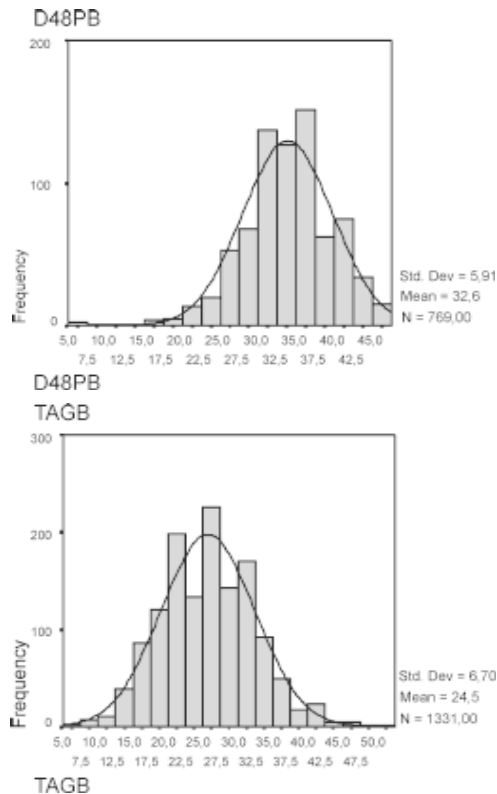 D48PB
200
100
0
Frequency
Std. Dev = 5,91
Mean = 32,6
N = 769,00
5,0 10,0 15,0 20,0 25,0 30,0 35,0 40,0 45,0
7,5 12,5 17,5 22,5 27,5 32,5 37,5 42,5
D48PB
TAGB
300
200
100
0
Frequency
Std. Dev = 6,70
Mean = 24,5
N = 1331,00
5,0 10,0 15,0 20,0 25,0 30,0 35,0 40,0 45,0 50,0
7,5 12,5 17,5 22,5 27,5 32,5 37,5 42,5 47,5
TAGB